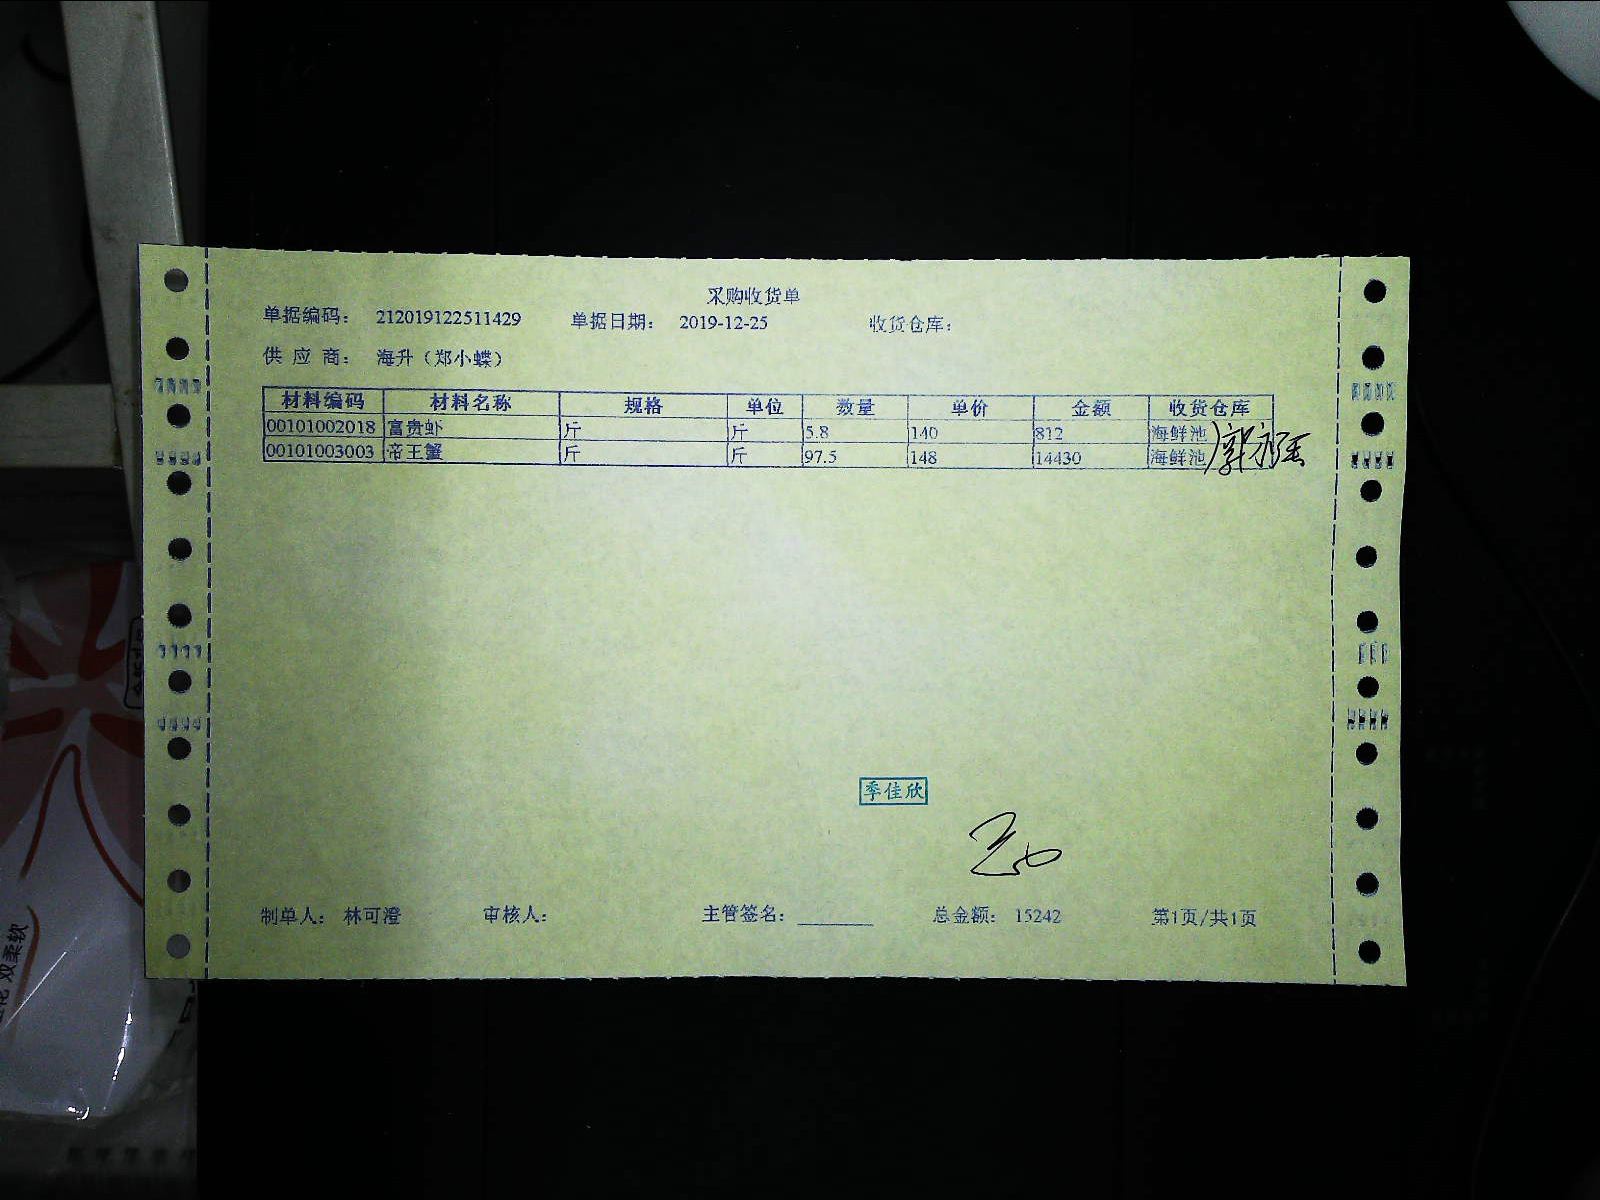 采购收货单
单据编码： 212019122511429 单据日期： 2019-12-25 收货仓库：
供 应 商： 海升（郑小蝶）
材料编码 材料名称 规格 单位 数量 单价 金额 收货仓库
00101002018 富贵虾 斤 斤 5.8 140 812 海鲜池
00101003003 帝王蟹 斤 斤 97.5 148 14430 海鲜池
季佳欣
制单人： 林可澄 审核人： 主管签名： 总金额： 15242 第1页/共1页
双柔软